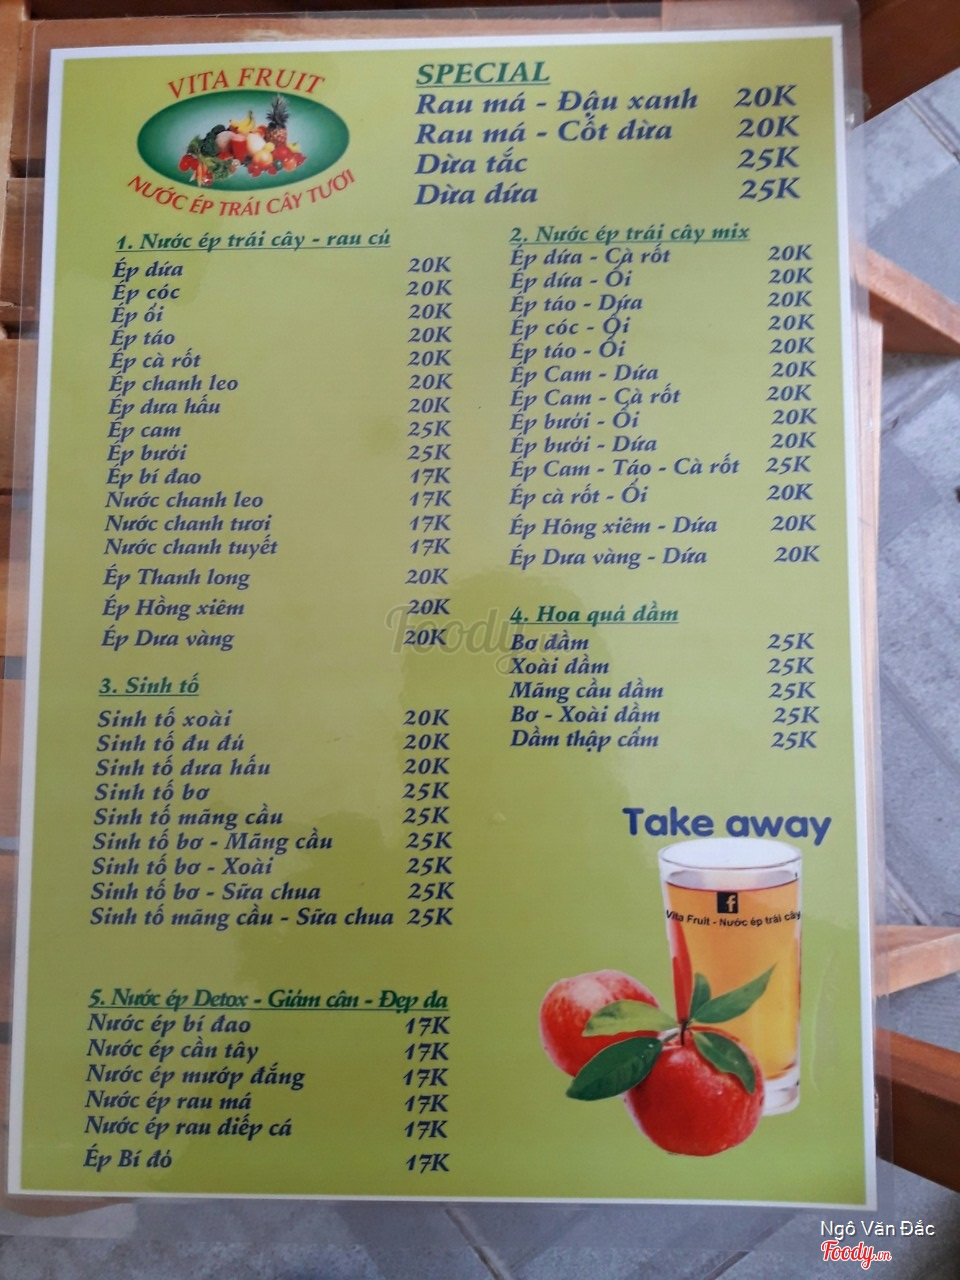 VITA FRUIT
NƯỚC ÉP TRÁI CÂY TƯƠI
SPECIAL
Rau má - Đậu xanh 20K
Rau má - Cốt dừa 20K
Dừa tắc 25K
Dừa dứa 25K
1. Nước ép trái cây - rau củ
Ép dứa 20K
Ép cóc 20K
Ép ổi 20K
Ép táo 20K
Ép cà rốt 20K
Ép chanh leo 20K
Ép dưa hấu 20K
Ép cam 25K
Ép bưởi 25K
Ép bí đao 17K
Nước chanh leo 17K
Nước chanh tươi 17K
Nước chanh tuyết 17K
Ép Thanh long 20K
Ép Hồng xiêm 20K
Ép Dưa vàng 20K
2. Nước ép trái cây mix
Ép dứa - Cà rốt 20K
Ép dứa - Ổi 20K
Ép táo - Dứa 20K
Ép cóc - Ổi 20K
Ép táo - Ổi 20K
Ép Cam - Dứa 20K
Ép Cam - Cà rốt 20K
Ép bưởi - Ổi 20K
Ép bưởi - Dứa 20K
Ép Cam - Táo - Cà rốt 25K
Ép cà rốt - Ổi 20K
Ép Hồng xiêm - Dứa 20K
Ép Dưa vàng - Dứa 20K
3. Sinh tố
Sinh tố xoài 20K
Sinh tố đu đủ 20K
Sinh tố dưa hấu 20K
Sinh tố bơ 25K
Sinh tố mãng cầu 25K
Sinh tố bơ - Mãng cầu 25K
Sinh tố bơ - Xoài 25K
Sinh tố bơ - Sữa chua 25K
Sinh tố mãng cầu - Sữa chua 25K
4. Hoa quả dầm
Bơ dầm 25K
Xoài dầm 25K
Mãng cầu dầm 25K
Bơ - Xoài dầm 25K
Dầm thập cẩm 25K
5. Nước ép Detox - Giảm cân - Đẹp da
Nước ép bí đao 17K
Nước ép cần tây 17K
Nước ép mướp đắng 17K
Nước ép rau má 17K
Nước ép rau diếp cá 17K
Ép Bí đỏ 17K
Take away
f
Vita Fruit - Nước ép trái cây
Foody.vn
Ngô Văn Đắc
Foody.vn